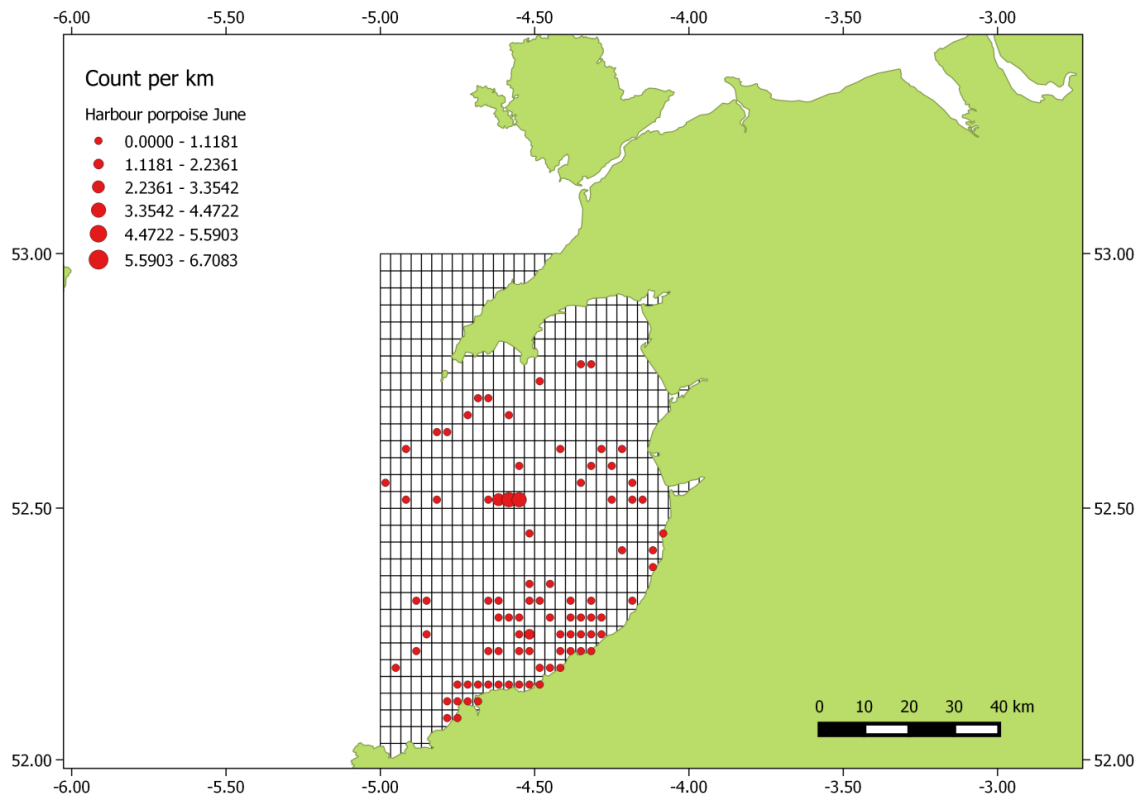 -6.00 -5.50 -5.00 -4.50 -4.00 -3.50 -3.00
Count per km
Harbour porpoise June
0.0000 - 1.1181
1.1181 - 2.2361
2.2361 - 3.3542
3.3542 - 4.4722
4.4722 - 5.5903
5.5903 - 6.7083
53.00 53.00
52.50 52.50
0 10 20 30 40 km
52.00 52.00
-6.00 -5.50 -5.00 -4.50 -4.00 -3.50 -3.00